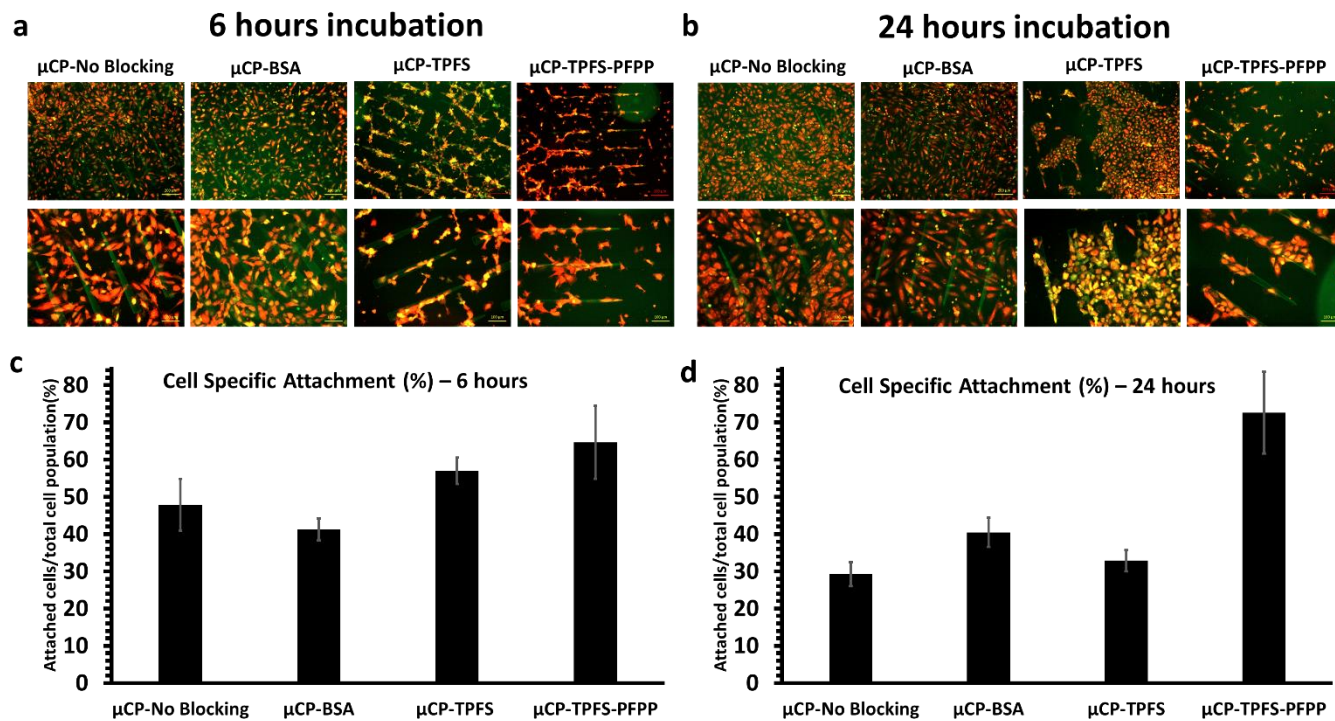 a
6 hours incubation
µCP-No Blocking
µCP-BSA
µCP-TPFS
µCP-TPFS-PFPP
b
24 hours incubation
µCP-No Blocking
µCP-BSA
µCP-TPFS
µCP-TPFS-PFPP
c
Cell Specific Attachment (%) – 6 hours
Attached cells/total cell population(%)
80
70
60
50
40
30
20
10
0
µCP-No Blocking
µCP-BSA
µCP-TPFS
µCP-TPFS-PFPP
d
Cell Specific Attachment (%) – 24 hours
Attached cells/total cell population(%)
80
70
60
50
40
30
20
10
0
µCP-No Blocking
µCP-BSA
µCP-TPFS
µCP-TPFS-PFPP